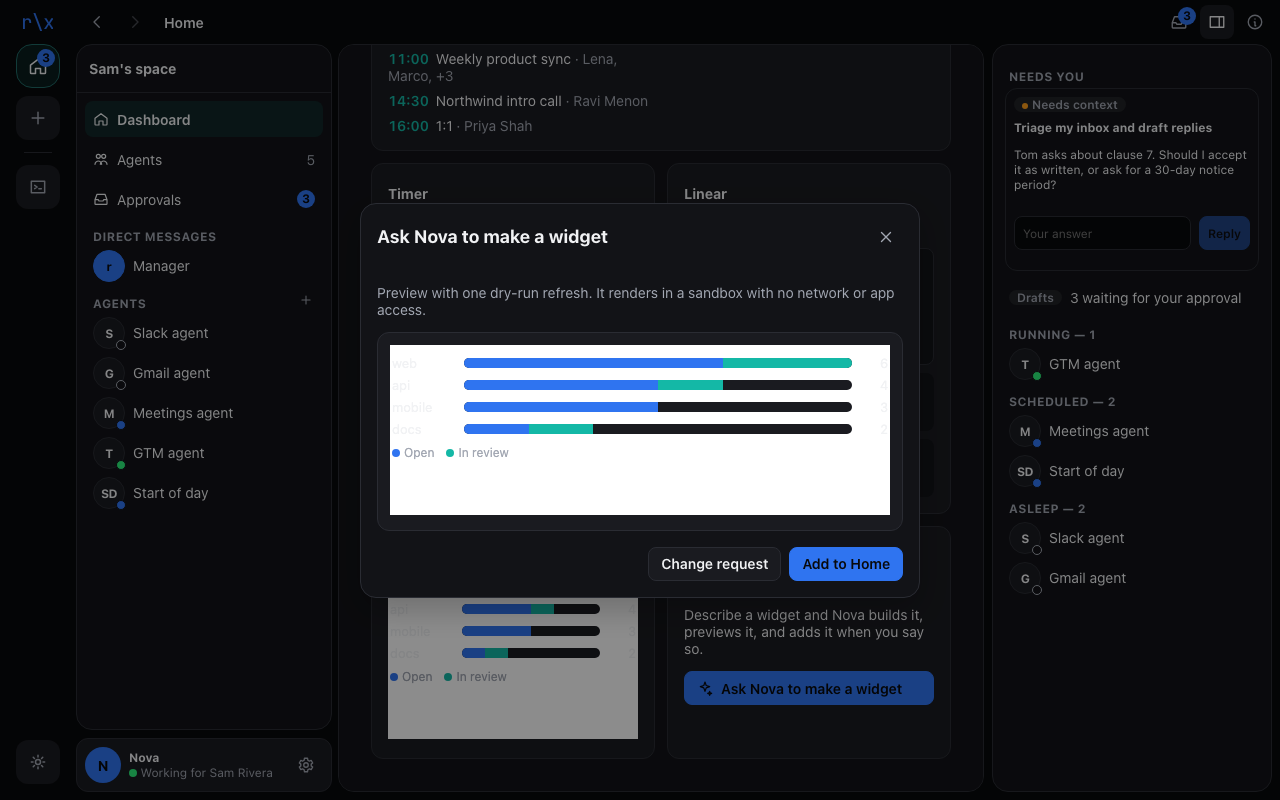 r\x
Home
3
3
Sam's space
Dashboard
Agents
5
Approvals
3
DIRECT MESSAGES
r
Manager
AGENTS
S
Slack agent
G
Gmail agent
M
Meetings agent
T
GTM agent
SD
Start of day
N
Nova
Working for Sam Rivera
11:00 Weekly product sync · Lena,
Marco, +3
14:30 Northwind intro call · Ravi Menon
16:00 1:1 · Priya Shah
Timer
Linear
Ask Nova to make a widget
Preview with one dry-run refresh. It renders in a sandbox with no network or app
access.
web
6
api
4
mobile
3
docs
2
Open
In review
Change request
Add to Home
api
mobile
docs
Open
In review
Describe a widget and Nova builds it,
previews it, and adds it when you say
so.
Ask Nova to make a widget
NEEDS YOU
Needs context
Triage my inbox and draft replies
Tom asks about clause 7. Should I accept
it as written, or ask for a 30-day notice
period?
Your answer
Reply
Drafts
3 waiting for your approval
RUNNING — 1
T
GTM agent
SCHEDULED — 2
M
Meetings agent
SD
Start of day
ASLEEP — 2
S
Slack agent
G
Gmail agent